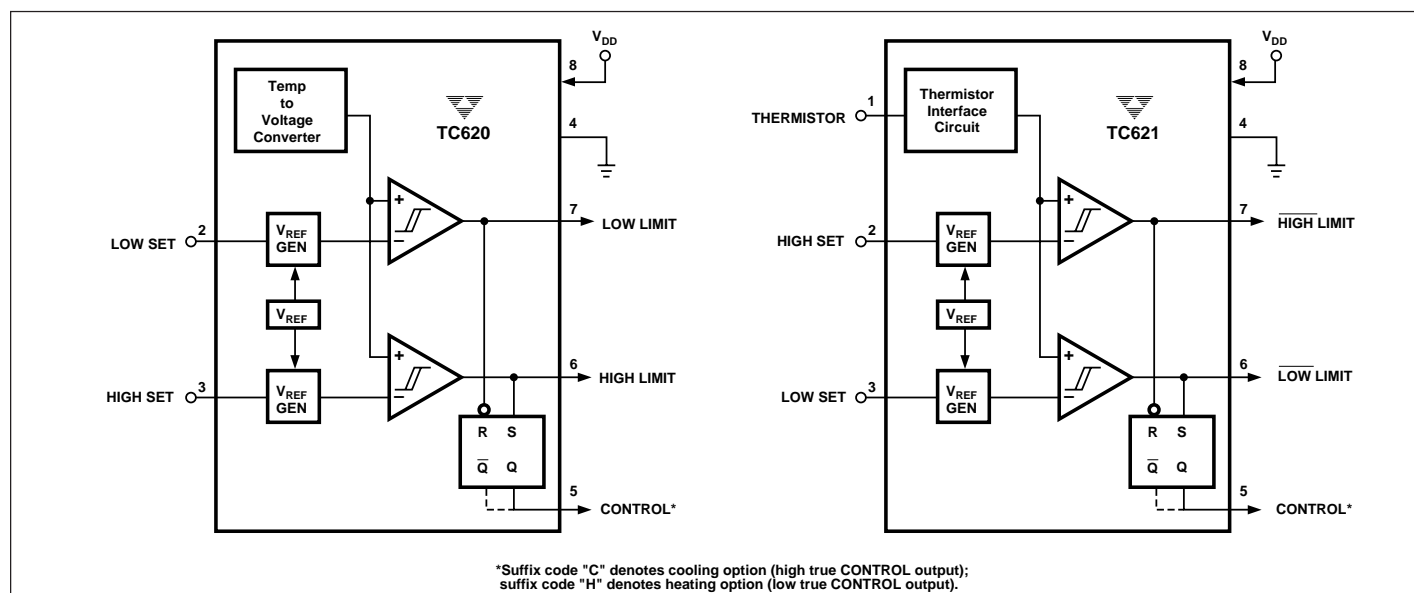 V_DD
8
Temp
to
Voltage
Converter
TC620
4
+
−
7
LOW LIMIT
2
LOW SET
V_REF
GEN
V_REF
+
−
6
HIGH LIMIT
3
HIGH SET
V_REF
GEN
R S
Q̅ Q
5
CONTROL*
V_DD
8
1
THERMISTOR
Thermistor
Interface
Circuit
TC621
4
+
−
7
H̅I̅G̅H̅ LIMIT
2
HIGH SET
V_REF
GEN
V_REF
+
−
6
L̅O̅W̅ LIMIT
3
LOW SET
V_REF
GEN
R S
Q̅ Q
5
CONTROL*
*Suffix code "C" denotes cooling option (high true CONTROL output);
suffix code "H" denotes heating option (low true CONTROL output).